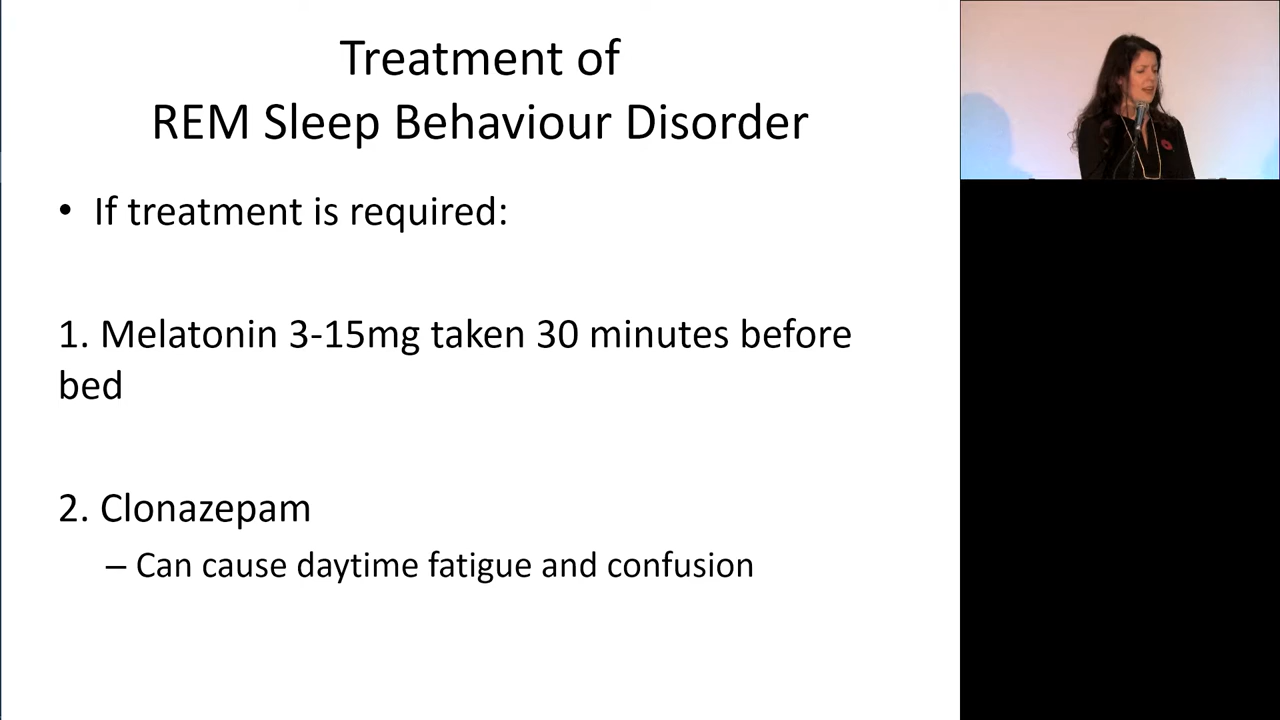 Treatment of
REM Sleep Behaviour Disorder
• If treatment is required:
1. Melatonin 3-15mg taken 30 minutes before
bed
2. Clonazepam
– Can cause daytime fatigue and confusion